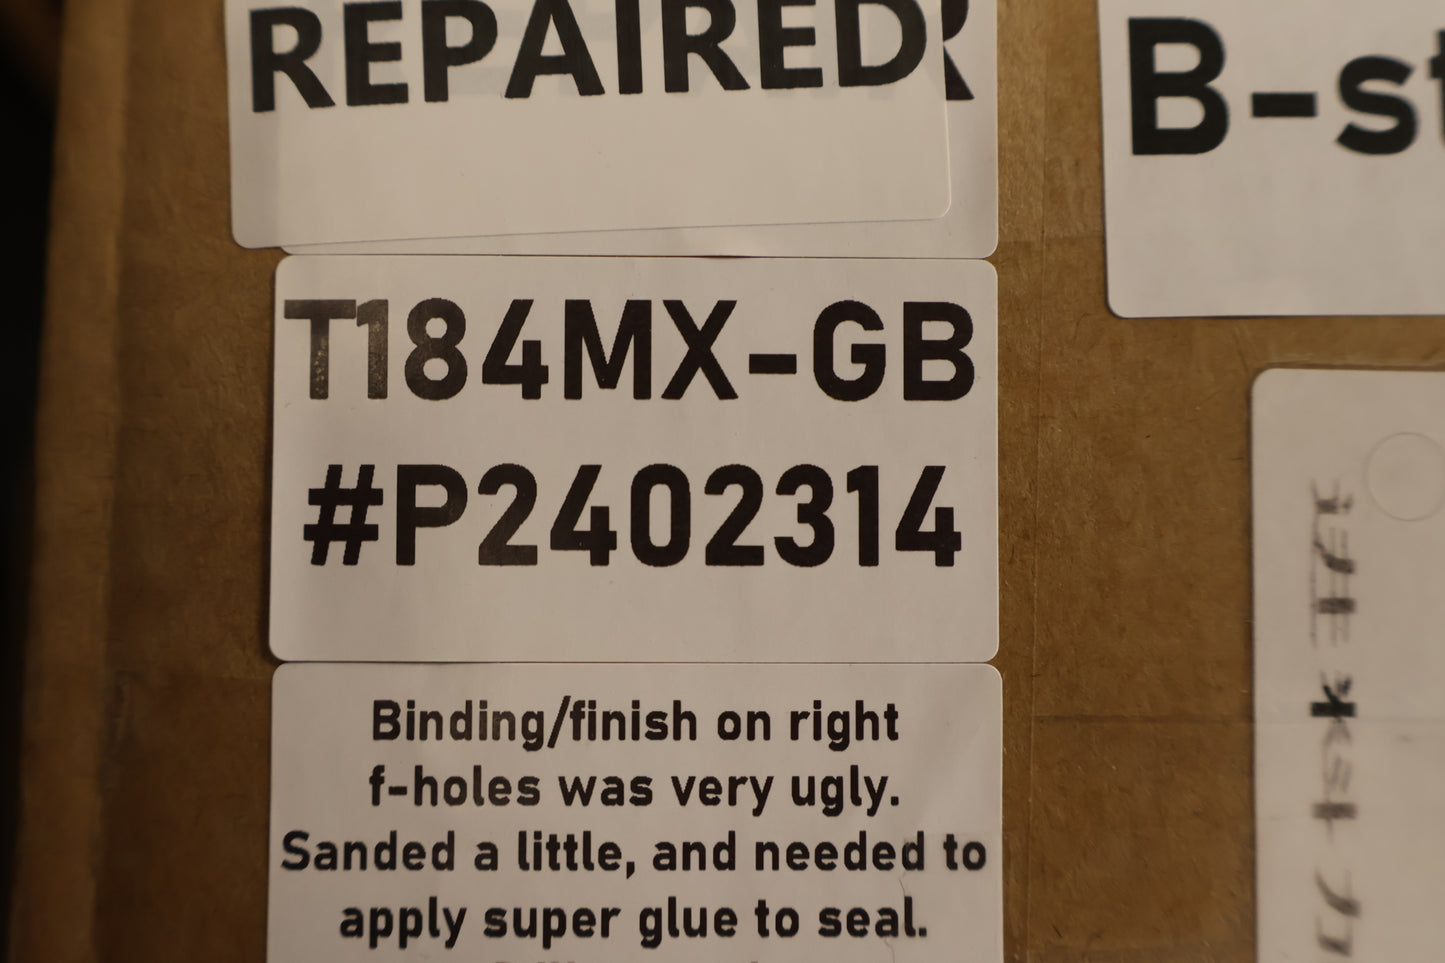 REPAIRED
B-st
T184MX-GB
#P2402314
Binding/finish on right
f-holes was very ugly.
Sanded a little, and needed to
apply super glue to seal.